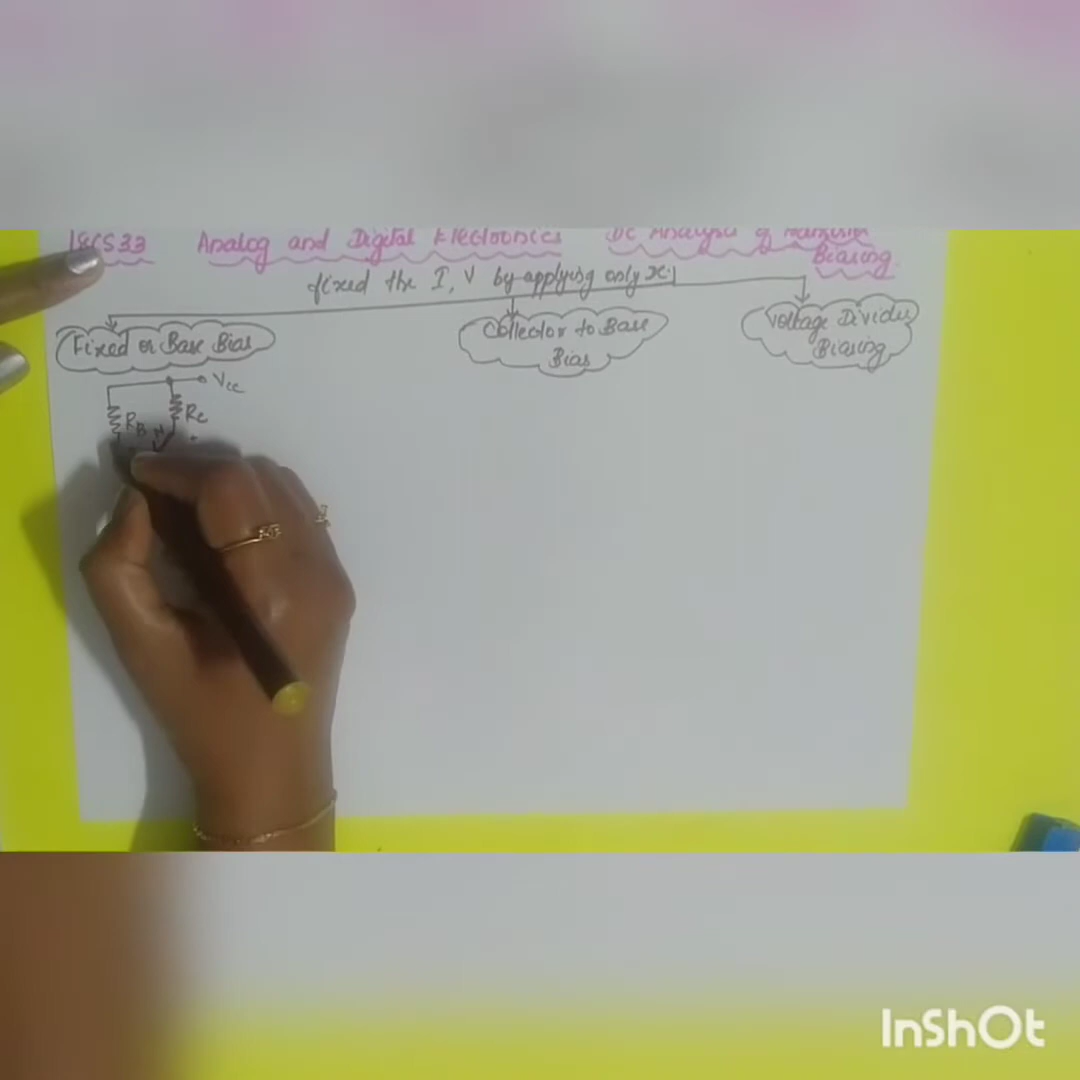 18CS33 Analog and Digital Electronics DC Analysis of
Biasing
fixed the I, V by applying only
Fixed or Base Bias
Collector to Base
Bias
Voltage Divider
Biasing
Vcc
RB
RC
InShOt